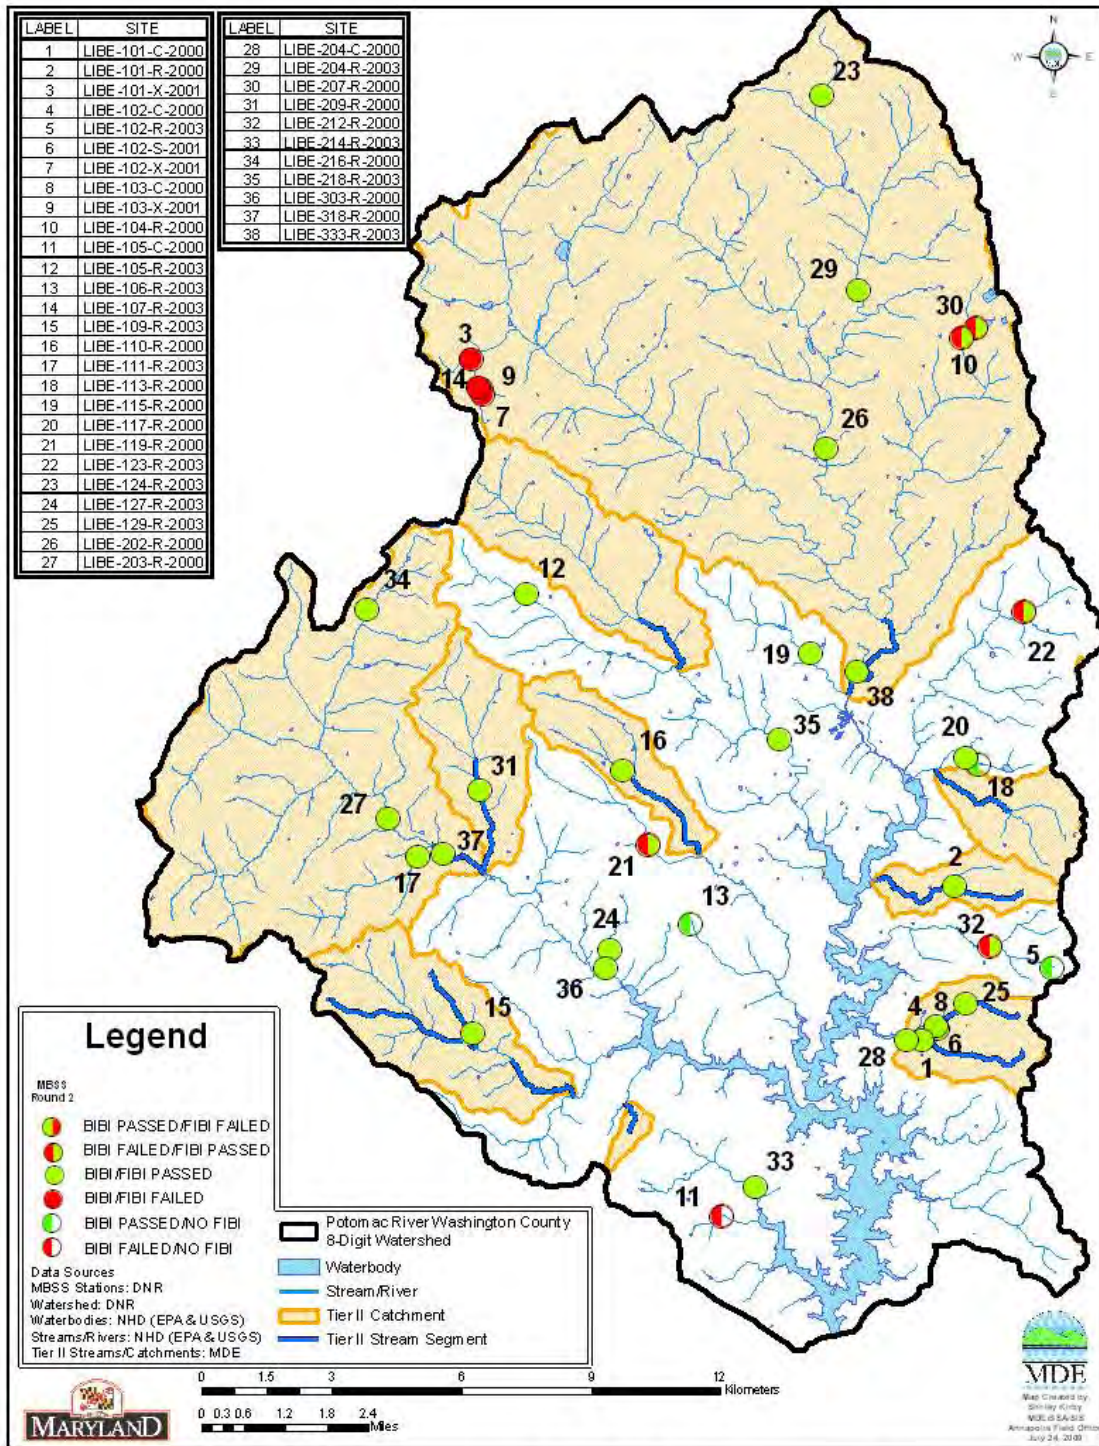 LABEL SITE
1 LIBE-101-C-2000
2 LIBE-101-R-2000
3 LIBE-101-X-2001
4 LIBE-102-C-2000
5 LIBE-102-R-2003
6 LIBE-102-S-2001
7 LIBE-102-X-2001
8 LIBE-103-C-2000
9 LIBE-103-X-2001
10 LIBE-104-R-2000
11 LIBE-105-C-2000
12 LIBE-105-R-2003
13 LIBE-106-R-2003
14 LIBE-107-R-2003
15 LIBE-109-R-2003
16 LIBE-110-R-2000
17 LIBE-111-R-2003
18 LIBE-113-R-2000
19 LIBE-115-R-2000
20 LIBE-117-R-2000
21 LIBE-119-R-2000
22 LIBE-123-R-2003
23 LIBE-124-R-2003
24 LIBE-127-R-2003
25 LIBE-129-R-2003
26 LIBE-202-R-2000
27 LIBE-203-R-2000
LABEL SITE
28 LIBE-204-C-2000
29 LIBE-204-R-2003
30 LIBE-207-R-2000
31 LIBE-209-R-2000
32 LIBE-212-R-2000
33 LIBE-214-R-2003
34 LIBE-216-R-2000
35 LIBE-218-R-2003
36 LIBE-303-R-2000
37 LIBE-318-R-2000
38 LIBE-333-R-2003
N
W E
S
23
29
30
10
3
14 9
7
26
34
12
22
19
38
35
20
18
16
31
27
37
17
21
2
13
24
32
5
36
15
4 8 25
6
28 1
33
11
Legend
MBSS
Round 2
BIBI PASSED/FIBI FAILED
BIBI FAILED/FIBI PASSED
BIBI/FIBI PASSED
BIBI/FIBI FAILED
BIBI PASSED/NO FIBI
BIBI FAILED/NO FIBI
Data Sources
MBSS Stations: DNR
Watershed: DNR
Waterbodies: NHD (EPA & USGS)
Streams/Rivers: NHD (EPA & USGS)
Tier II Streams/Catchments: MDE
Potomac River Washington County
8-Digit Watershed
Waterbody
Stream/River
Tier II Catchment
Tier II Stream Segment
0 1.5 3 6 9 12
Kilometers
0 0.3 0.6 1.2 1.8 2.4
Miles
MARYLAND
MDE
Map Created by
Shirley Kirby
Annapolis Field Office
July 24, 2009